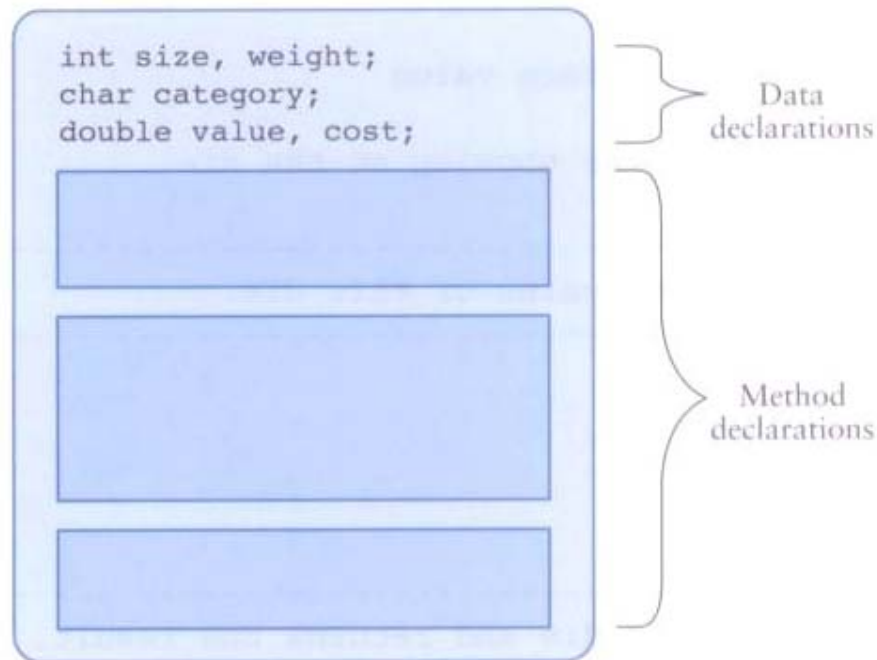 int size, weight;
char category;
double value, cost;
Data
declarations
Method
declarations